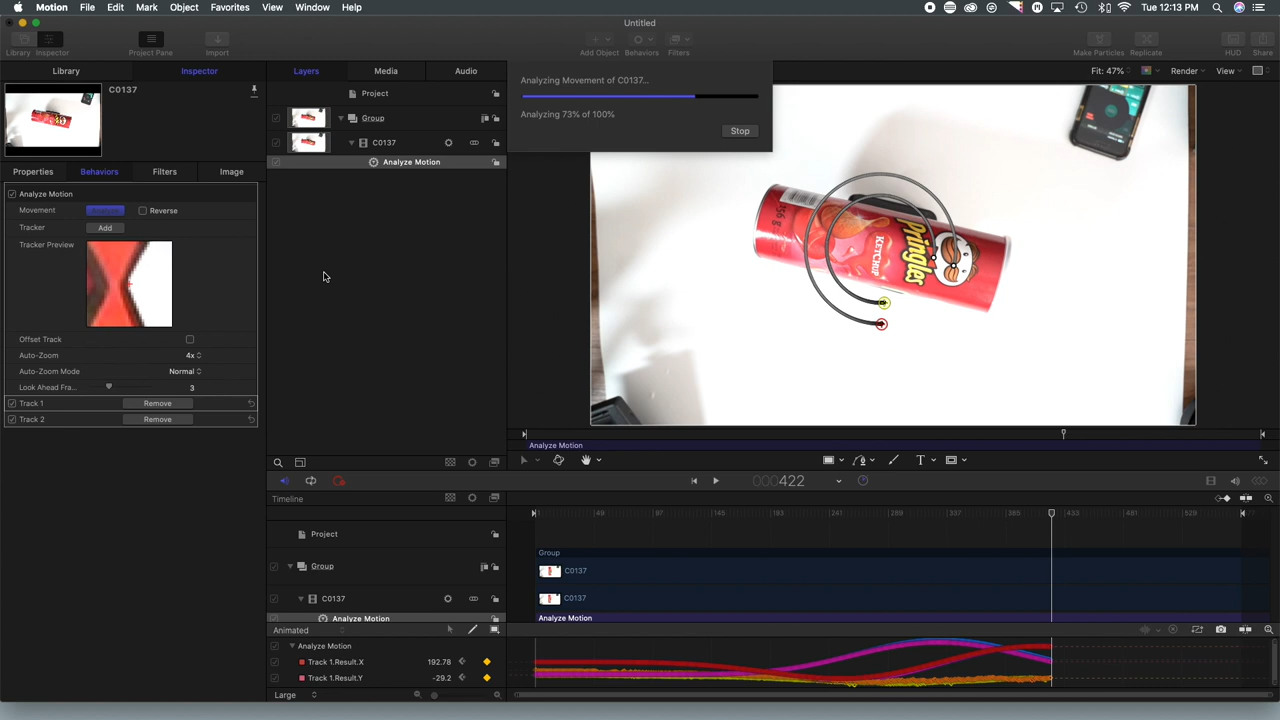 Motion File Edit Mark Object Favorites View Window Help
Tue 12:13 PM
Untitled
Library Inspector Project Pane Import Add Object Behaviors Filters Make Particles Replicate HUD Share
Library Inspector Layers Media Audio
Fit: 47% Render View
C0137
Project
Group
C0137
Analyze Motion
Analyzing Movement of C0137...
Analyzing 73% of 100%
Stop
Properties Behaviors Filters Image
Analyze Motion
Movement Analyze Reverse
Tracker Add
Tracker Preview
Offset Track
Auto-Zoom 4x
Auto-Zoom Mode Normal
Look Ahead Fra... 3
Track 1 Remove
Track 2 Remove
156 g
KETCHUP
Pringles
Analyze Motion
T
000422
Timeline
1 49 97 145 193 241 289 337 385 433 481 529
Project
Group
Group
C0137
C0137
C0137
Analyze Motion
Analyze Motion
Animated
Analyze Motion
Track 1.Result.X 192.78
Track 1.Result.Y -29.2
Large